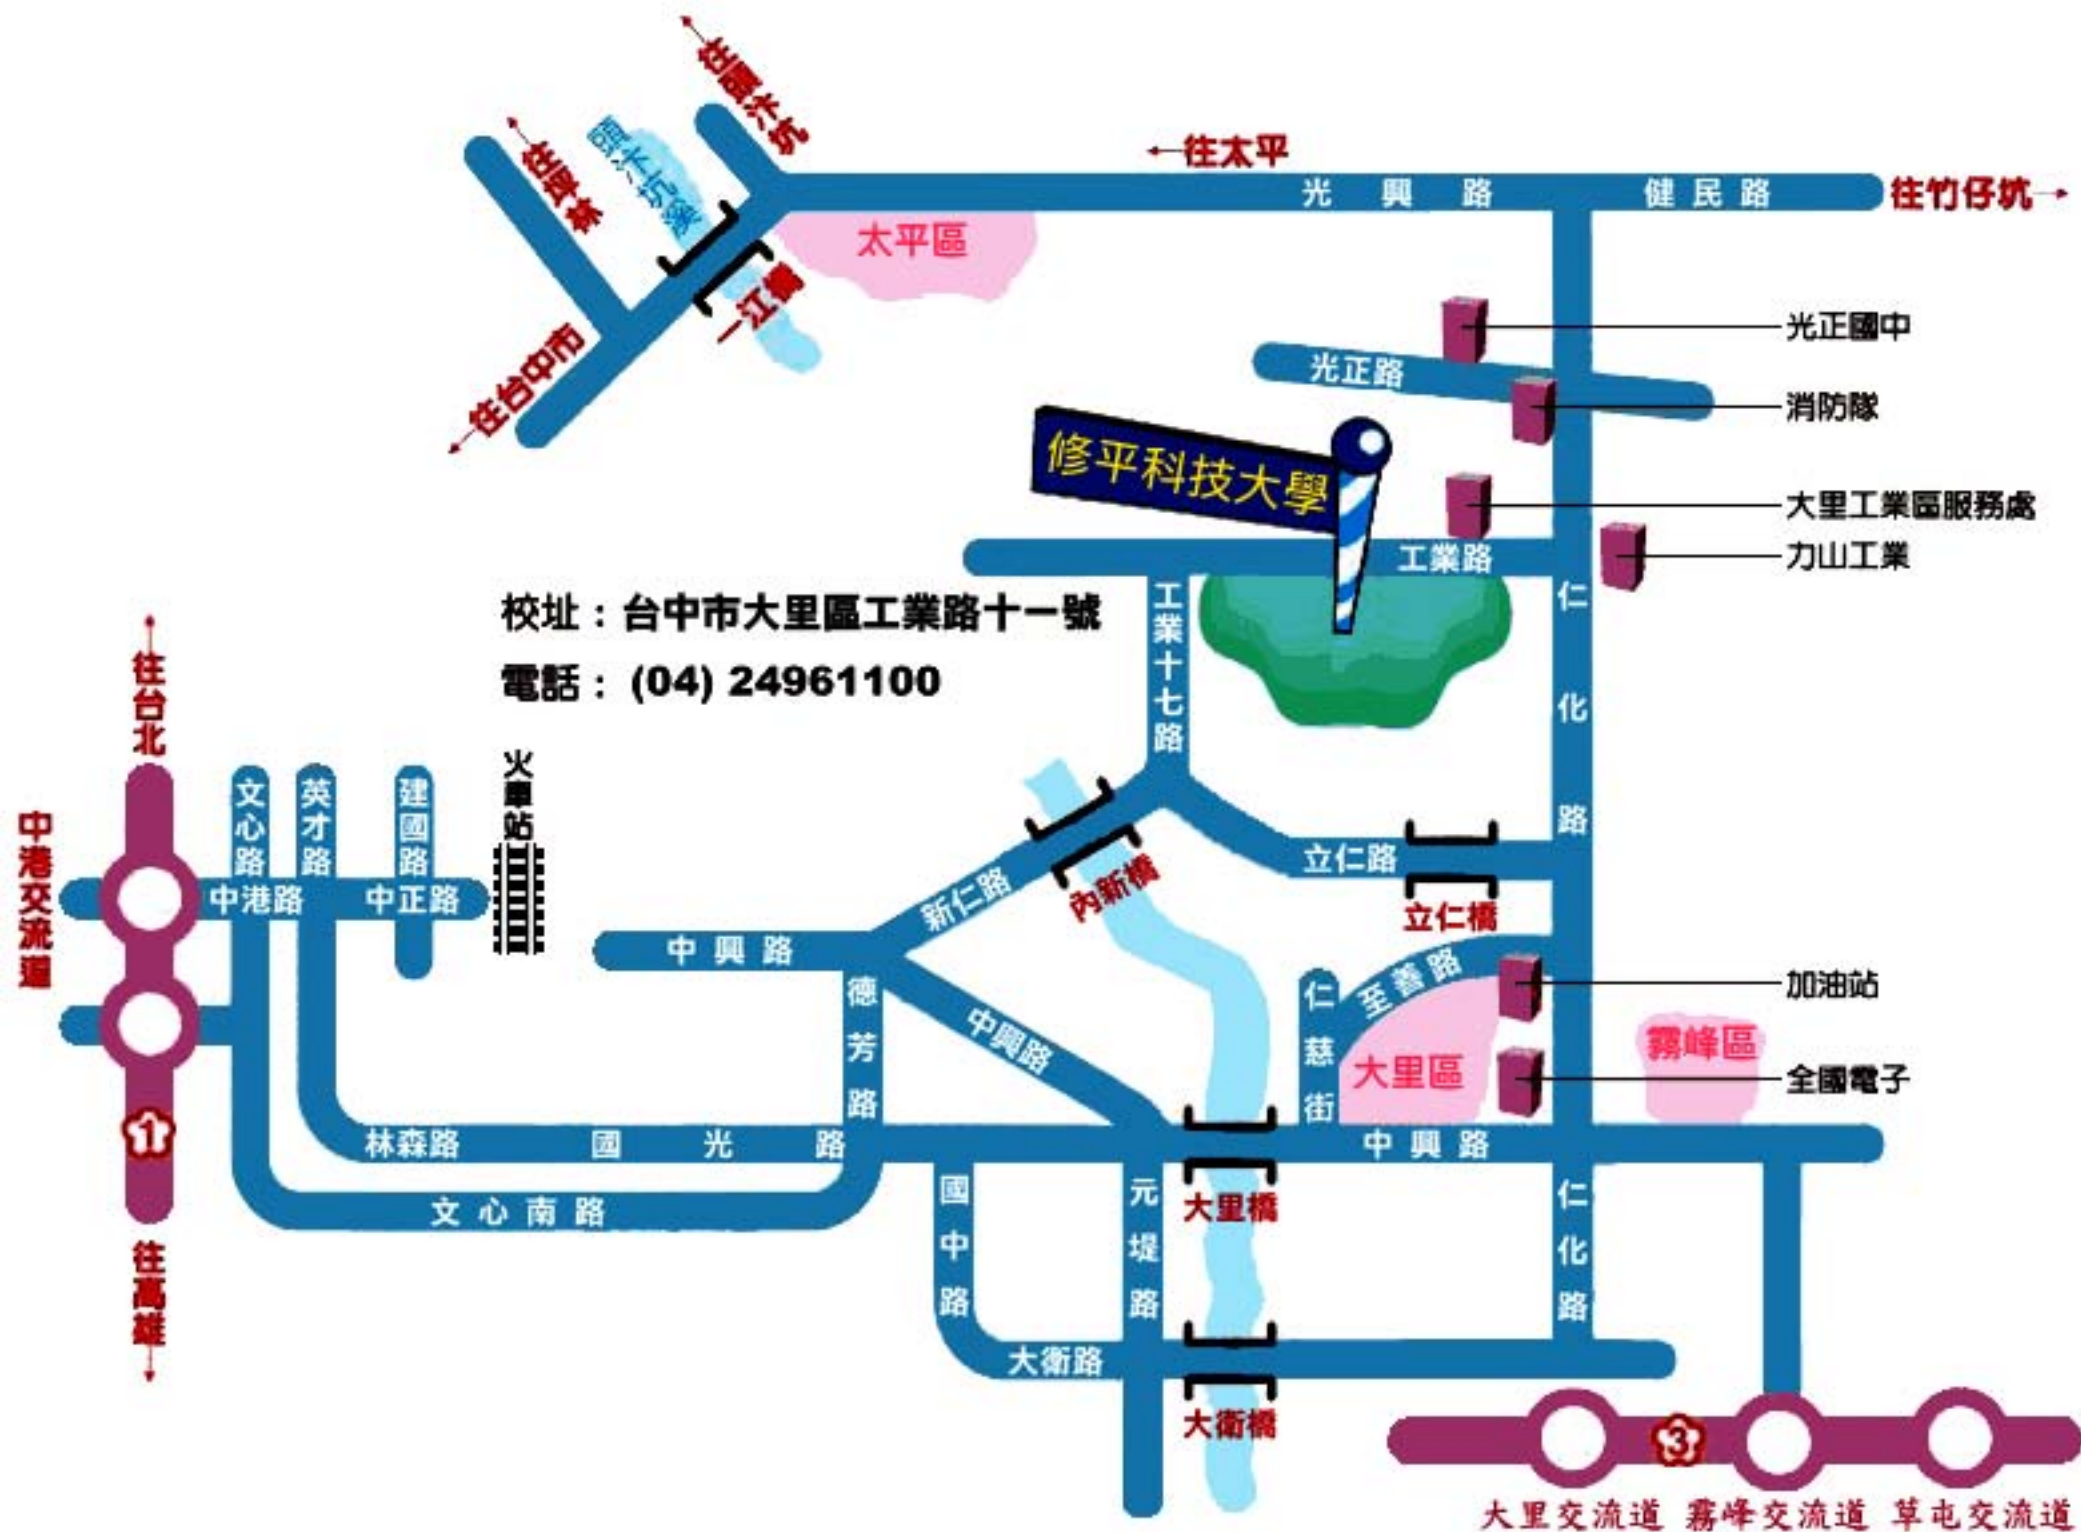 往頭汴坑
往坪林
頭汴坑溪
往太平
光興路
健民路
往竹仔坑
太平區
一江橋
往台中市
光正國中
光正路
消防隊
修平科技大學
大里工業區服務處
力山工業
工業路
校址：台中市大里區工業路十一號
電話： (04) 24961100
工業十七路
仁化路
往台北
中港交流道
文心路
英才路
建國路
火車站
中港路
中正路
新仁路
內新橋
立仁路
立仁橋
中興路
德芳路
中興路
仁慈街
至善路
加油站
大里區
霧峰區
全國電子
1
林森路
國光路
中興路
文心南路
國中路
元堤路
大里橋
仁化路
往高雄
大衛路
大衛橋
3
大里交流道
霧峰交流道
草屯交流道